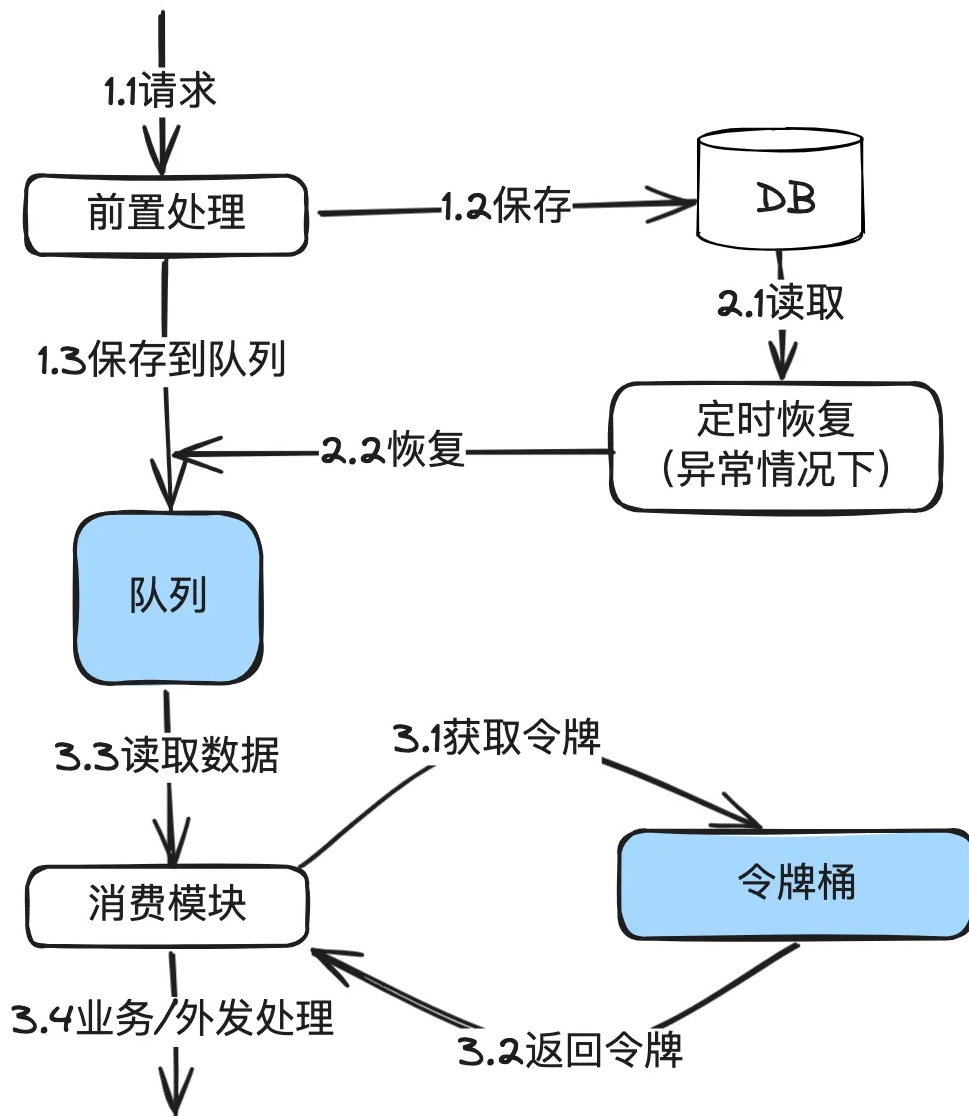 1.1请求
前置处理
1.2保存
DB
2.1读取
1.3保存到队列
定时恢复
（异常情况下）
2.2恢复
队列
3.1获取令牌
3.3读取数据
令牌桶
消费模块
3.4业务/外发处理
3.2返回令牌